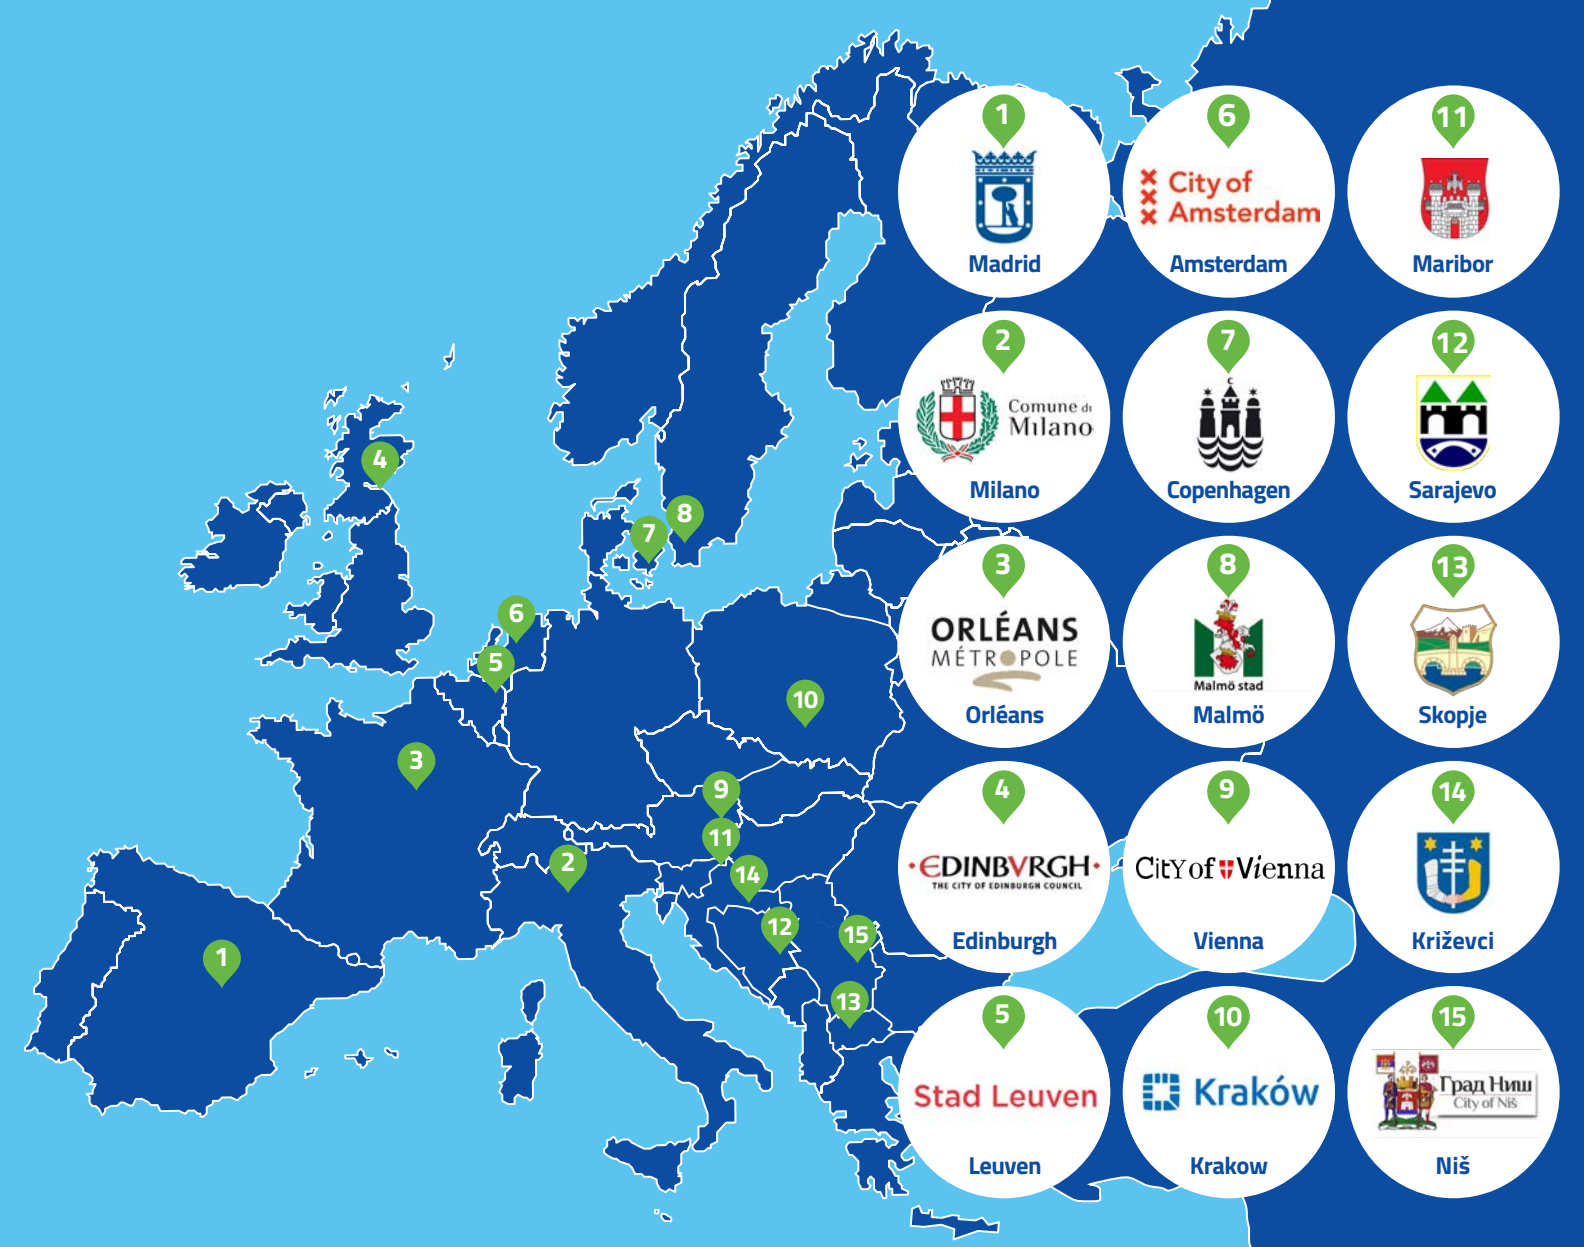 1
Madrid
6
City of
Amsterdam
Amsterdam
11
Maribor
2
Comune di
Milano
Milano
7
Copenhagen
12
Sarajevo
3
ORLÉANS
MÉTROPOLE
Orléans
8
Malmö stad
Malmö
13
Skopje
4
EDINBVRGH
THE CITY OF EDINBURGH COUNCIL
Edinburgh
9
CitY of Vienna
Vienna
14
Križevci
5
Stad Leuven
Leuven
10
Kraków
Krakow
15
Град Ниш
City of Niš
Niš
4
8
7
6
5
10
3
9
11
2
14
12
15
1
13